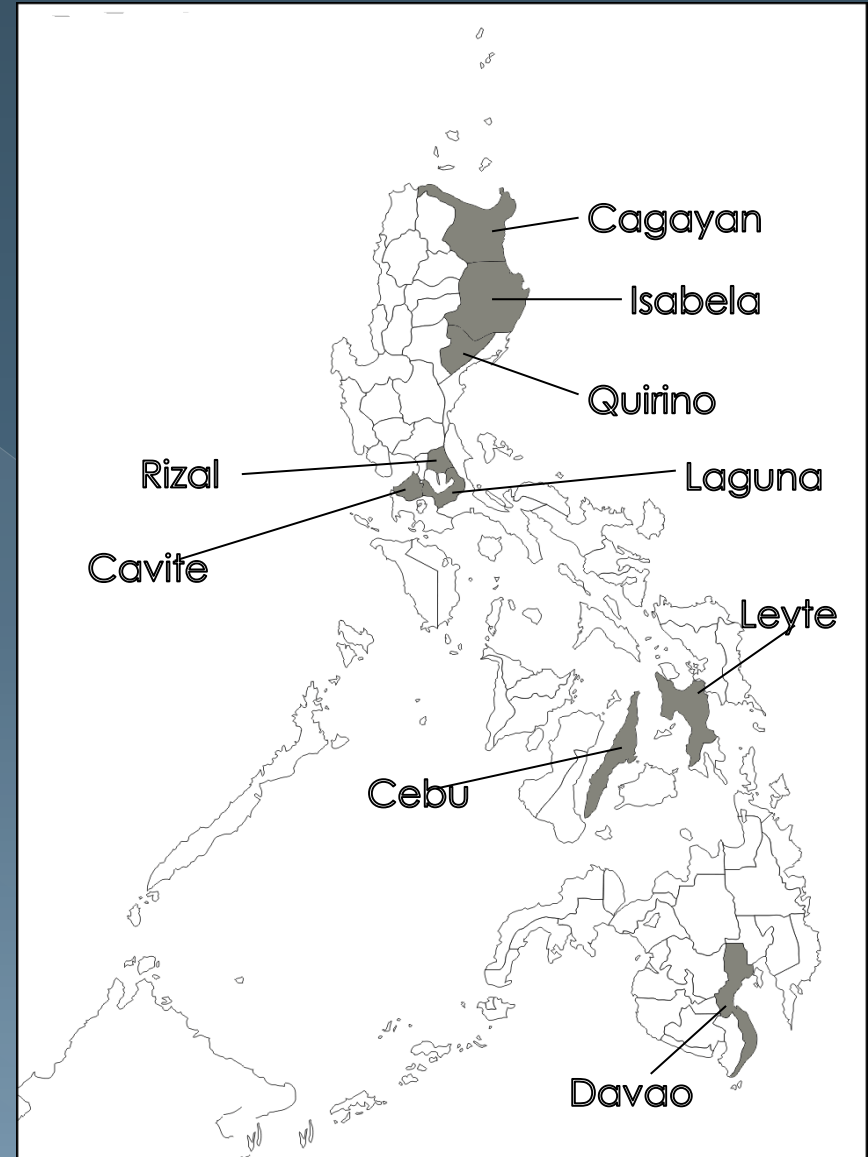 Cagayan
Isabela
Quirino
Rizal
Laguna
Cavite
Leyte
Cebu
Davao